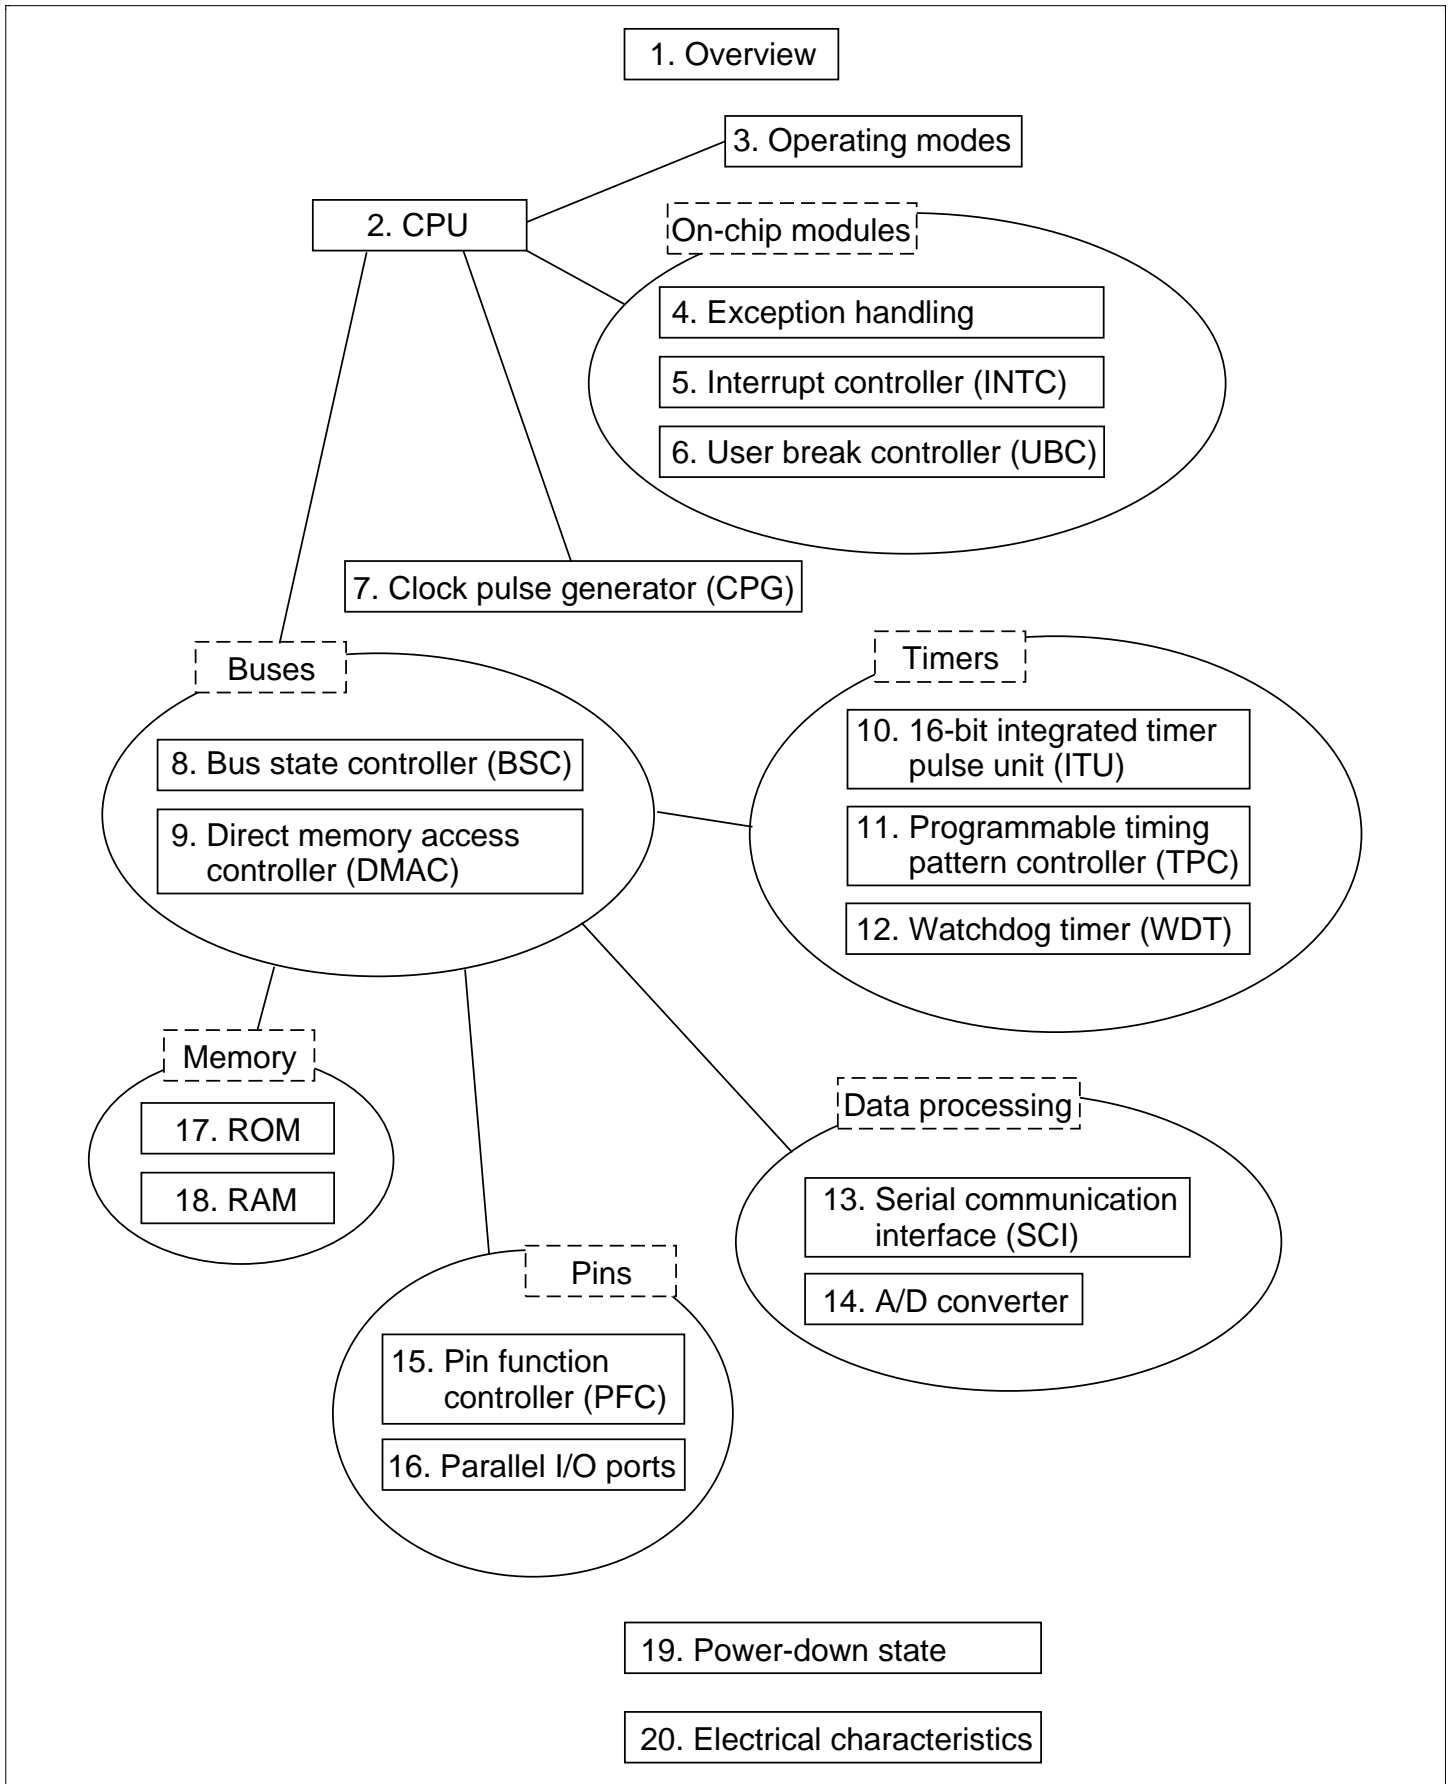 1. Overview
3. Operating modes
2. CPU
On-chip modules
4. Exception handling
5. Interrupt controller (INTC)
6. User break controller (UBC)
7. Clock pulse generator (CPG)
Buses
8. Bus state controller (BSC)
9. Direct memory access
controller (DMAC)
Timers
10. 16-bit integrated timer
pulse unit (ITU)
11. Programmable timing
pattern controller (TPC)
12. Watchdog timer (WDT)
Memory
17. ROM
18. RAM
Data processing
13. Serial communication
interface (SCI)
14. A/D converter
Pins
15. Pin function
controller (PFC)
16. Parallel I/O ports
19. Power-down state
20. Electrical characteristics